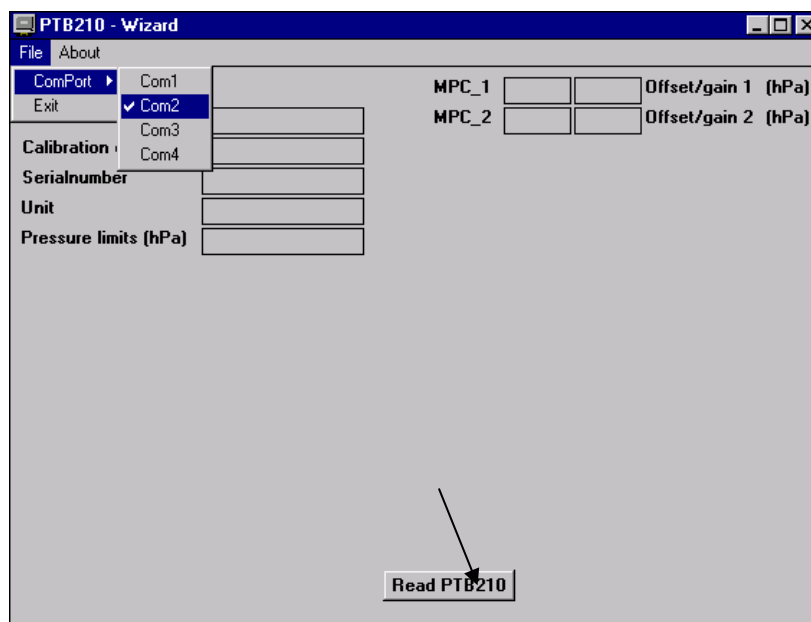 PTB210 - Wizard
File About
ComPort Com1
Exit Com2
Com3
Com4
MPC_1 Offset/gain 1 (hPa)
MPC_2 Offset/gain 2 (hPa)
Calibration
Serialnumber
Unit
Pressure limits (hPa)
Read PTB210